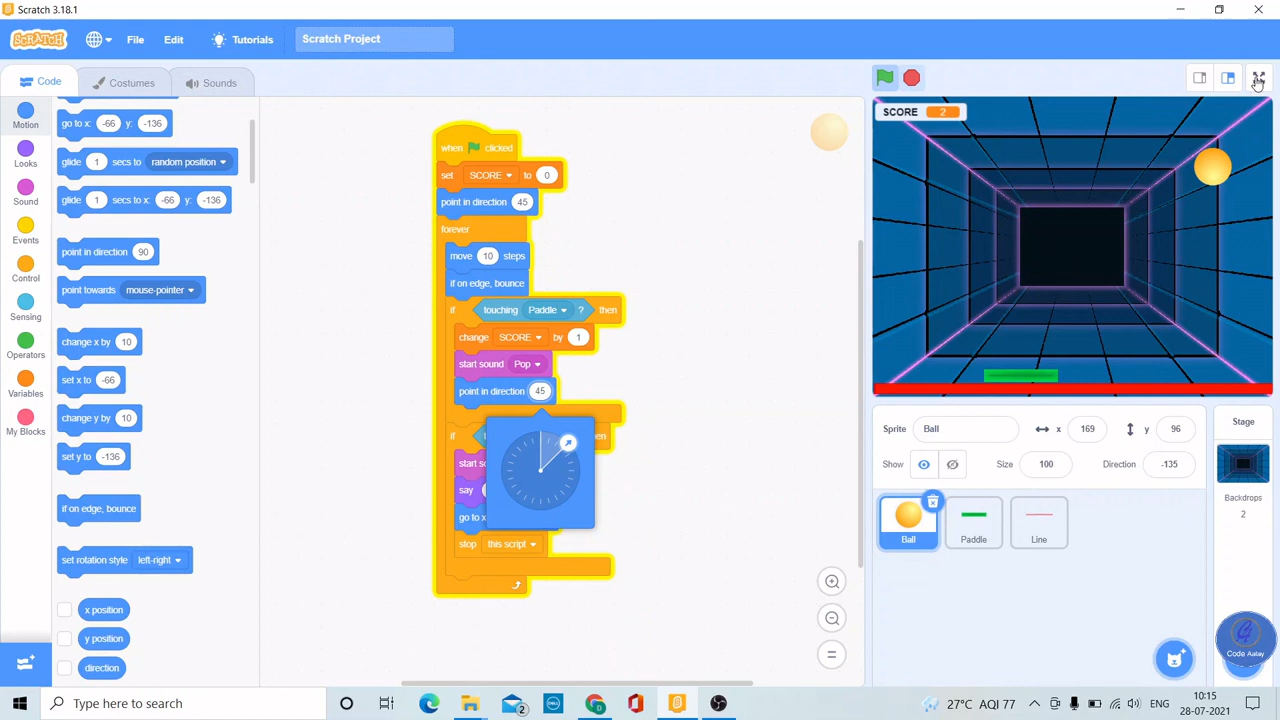 Scratch 3.18.1
SCRATCH
File
Edit
Tutorials
Scratch Project
Code
Costumes
Sounds
Motion
Looks
Sound
Events
Control
Sensing
Operators
Variables
My Blocks
go to x: -66 y: -136
glide 1 secs to random position
glide 1 secs to x: -66 y: -136
point in direction 90
point towards mouse-pointer
change x by 10
set x to -66
change y by 10
set y to -136
if on edge, bounce
set rotation style left-right
x position
y position
direction
when clicked
set SCORE to 0
point in direction 45
forever
move 10 steps
if on edge, bounce
if touching Paddle ? then
change SCORE by 1
start sound Pop
point in direction 45
if
start so
say
go to x
stop this script
SCORE 2
Sprite Ball
x 169
y 96
Show
Size 100
Direction -135
Ball
Paddle
Line
Stage
Backdrops
2
Code Aalay
Type here to search
2
27°C AQI 77
ENG
10:15
28-07-2021